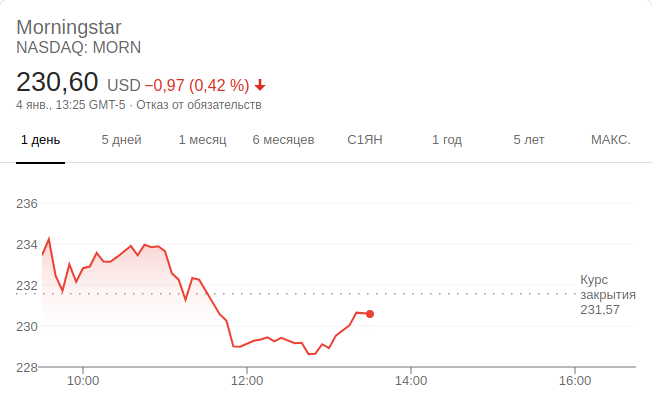 Morningstar
NASDAQ: MORN
230,60 USD −0,97 (0,42 %)
4 янв., 13:25 GMT-5 · Отказ от обязательств
1 день 5 дней 1 месяц 6 месяцев С1ЯН 1 год 5 лет МАКС.
236
234
232
230
228
Курс
закрытия
231,57
10:00 12:00 14:00 16:00